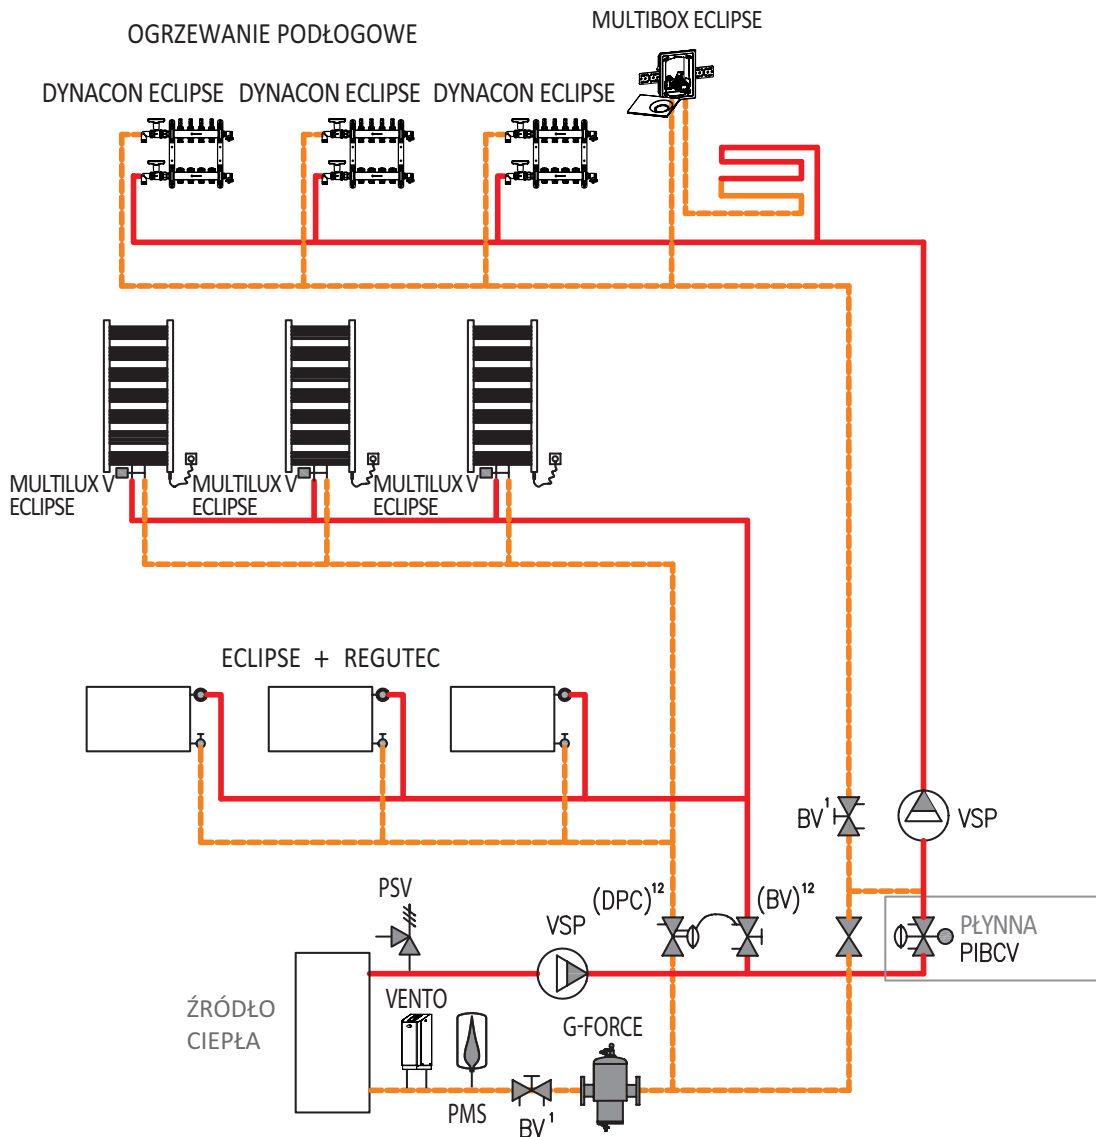 OGRZEWANIE PODŁOGOWE
MULTIBOX ECLIPSE
DYNACON ECLIPSE
DYNACON ECLIPSE
DYNACON ECLIPSE
MULTILUX V
ECLIPSE
MULTILUX V
ECLIPSE
MULTILUX V
ECLIPSE
ECLIPSE + REGUTEC
BV¹
VSP
PSV
(DPC)¹²
(BV)¹²
VSP
PŁYNNA
PIBCV
ŹRÓDŁO
CIEPŁA
VENTO
G-FORCE
PMS
BV¹